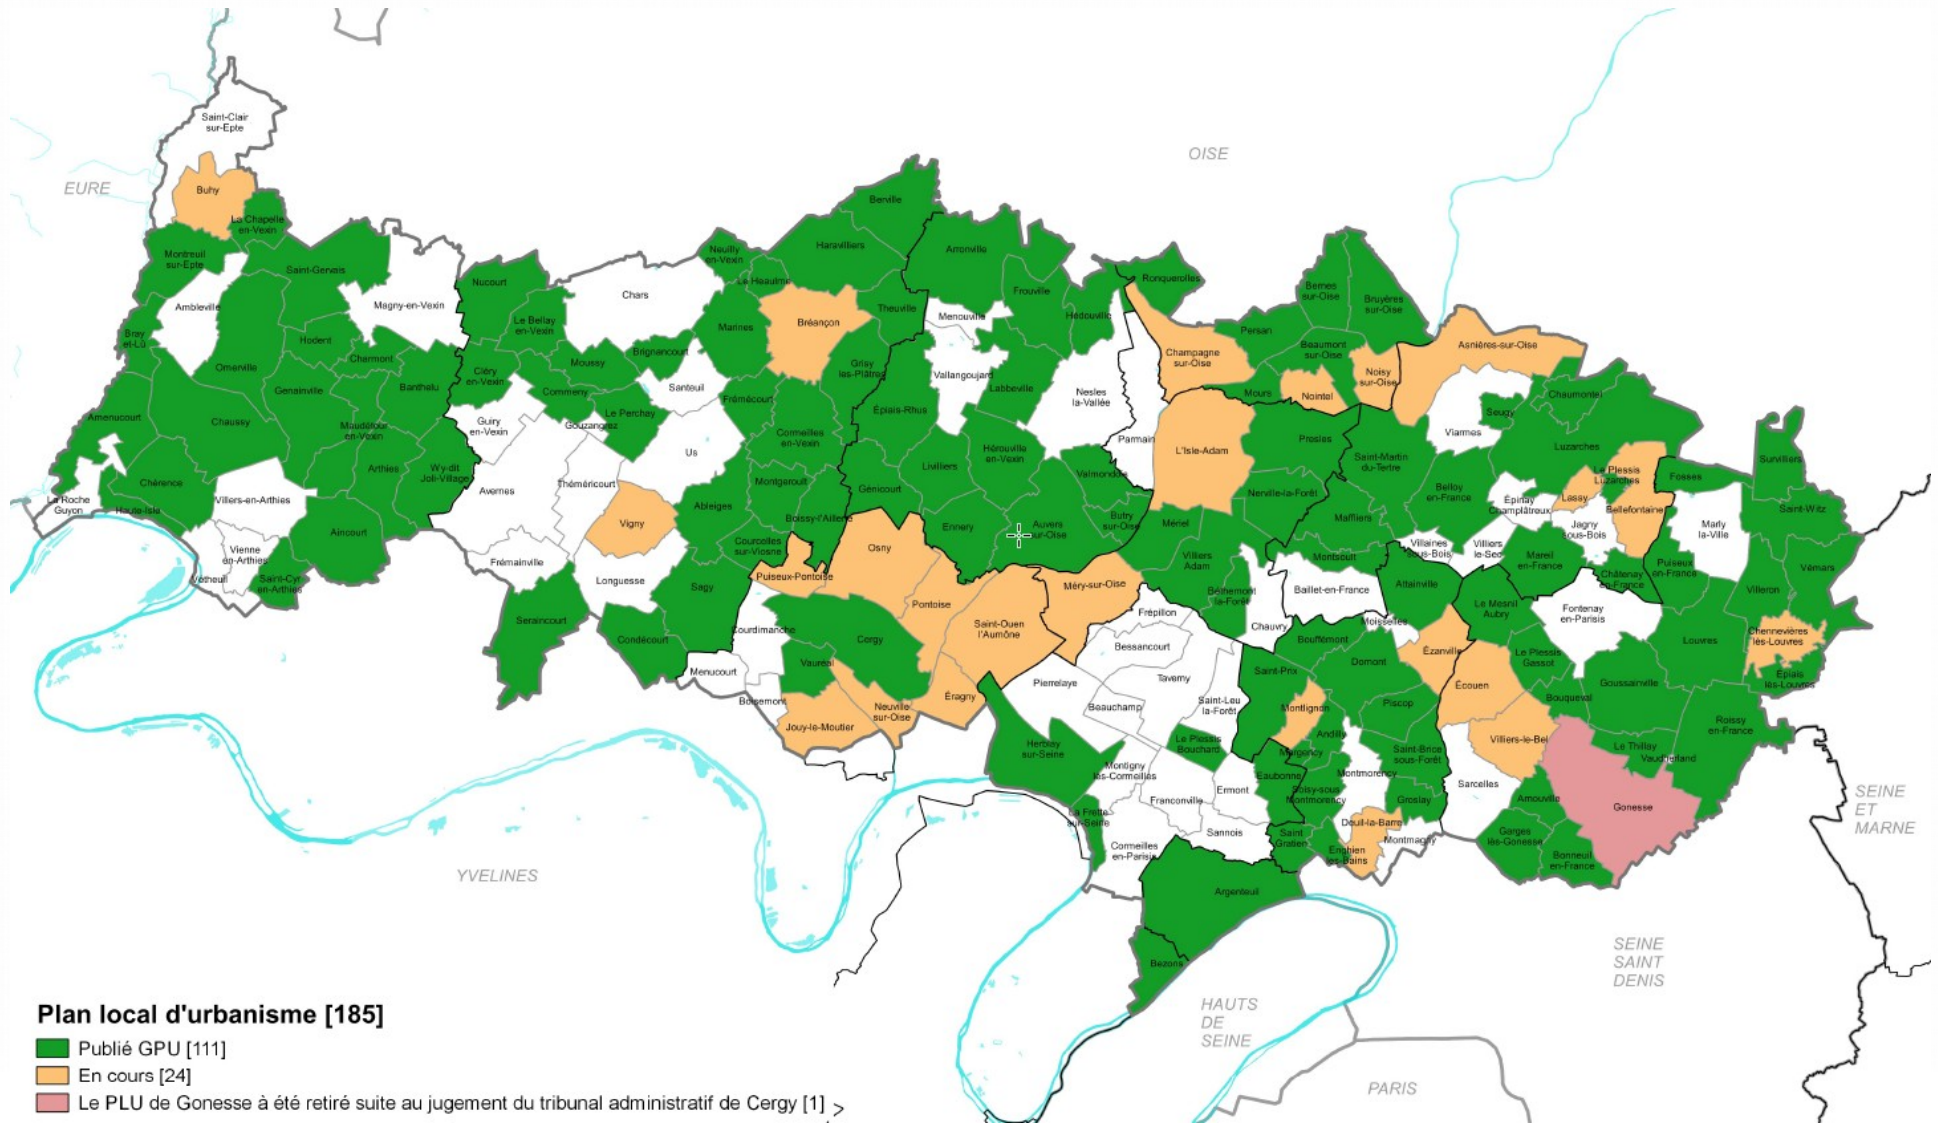 Saint-Clair
sur-Epte
OISE
EURE
Buhy
La Chapelle
en-Vexin
Berville
Montreuil
sur-Epte
Saint-Gervais
Neuilly
en-Vexin
Haravilliers
Arronville
Nucourt
Le Heaulme
Ronquerolles
Ambleville
Magny-en-Vexin
Chars
Frouville
Bernes
sur-Oise
Bruyères
sur-Oise
Bray
et-Lû
Hodent
Le Bellay
en-Vexin
Marines
Bréançon
Theuville
Menouville
Hédouville
Persan
Omerville
Charmont
Moussy
Brignancourt
Champagne
sur-Oise
Beaumont
sur-Oise
Asnières-sur-Oise
Genainville
Banthelu
Cléry
en-Vexin
Commeny
Santeuil
Grisy
les-Plâtres
Vallangoujard
Labbeville
Noisy
sur-Oise
Amenucourt
Chaussy
Maudétour
en-Vexin
Guiry
en-Vexin
Le Perchay
Gouzangrez
Frémécourt
Épiais-Rhus
Nesles
la-Vallée
Mours
Nointel
Seugy
Chaumontel
Us
Cormeilles
en-Vexin
Hérouville
en-Vexin
Parmain
L'Isle-Adam
Presles
Viarmes
Luzarches
Chérence
Arthies
Wy-dit
Joli-Village
Théméricourt
Montgeroult
Livilliers
Valmondois
Saint-Martin
du-Tertre
Le Plessis
Luzarches
Survilliers
La Roche
Guyon
Haute-Isle
Villers-en-Arthies
Avernes
Vigny
Ableiges
Génicourt
Nerville-la-Forêt
Belloy
en-France
Épinay
Champlâtreux
Lassy
Bellefontaine
Fosses
Saint-Witz
Aincourt
Boissy-l'Aillerie
Ennery
Auvers
sur-Oise
Butry
sur-Oise
Mériel
Maffliers
Jagny
sous-Bois
Marly
la-Ville
Vienne
en-Arthies
Frémainville
Courcelles
sur-Viosne
Osny
Villiers
Adam
Montsoult
Villaines
sous-Bois
Villiers
le-Sec
Mareil
en-France
Châtenay
en-France
Puiseux
en-France
Vémars
Vétheuil
Saint-Cyr
en-Arthies
Longuesse
Sagy
Puiseux-Pontoise
Méry-sur-Oise
Béthemont
la-Forêt
Baillet-en-France
Attainville
Villeron
Seraincourt
Condécourt
Courdimanche
Cergy
Pontoise
Saint-Ouen
l'Aumône
Frépillon
Chauvry
Moisselles
Le Mesnil
Aubry
Fontenay
en-Parisis
Louvres
Chennevières
lès-Louvres
Menucourt
Vauréal
Bessancourt
Bouffémont
Domont
Ézanville
Le Plessis
Gassot
Boisemont
Neuville
sur-Oise
Éragny
Pierrelaye
Taverny
Saint-Prix
Écouen
Bouqueval
Goussainville
Épiais
lès-Louvres
Jouy-le-Moutier
Beauchamp
Saint-Leu
la-Forêt
Montlignon
Piscop
Roissy
en-France
Herblay
sur-Seine
Le Plessis
Bouchard
Andilly
Margency
Saint-Brice
sous-Forêt
Villiers-le-Bel
Le Thillay
Vaudherland
Montigny
lès-Cormeilles
Eaubonne
Montmorency
Sarcelles
Ermont
Soisy-sous
Montmorency
Groslay
Arnouville
Gonesse
SEINE
ET
MARNE
La Frette
sur-Seine
Franconville
Sannois
Saint
Gratien
Deuil-la-Barre
Montmagny
Garges
lès-Gonesse
Cormeilles
en-Parisis
Enghien
les-Bains
Bonneuil
en-France
YVELINES
Argenteuil
Bezons
SEINE
SAINT
DENIS
HAUTS
DE
SEINE
PARIS
Plan local d'urbanisme [185]
Publié GPU [111]
En cours [24]
Le PLU de Gonesse à été retiré suite au jugement du tribunal administratif de Cergy [1]